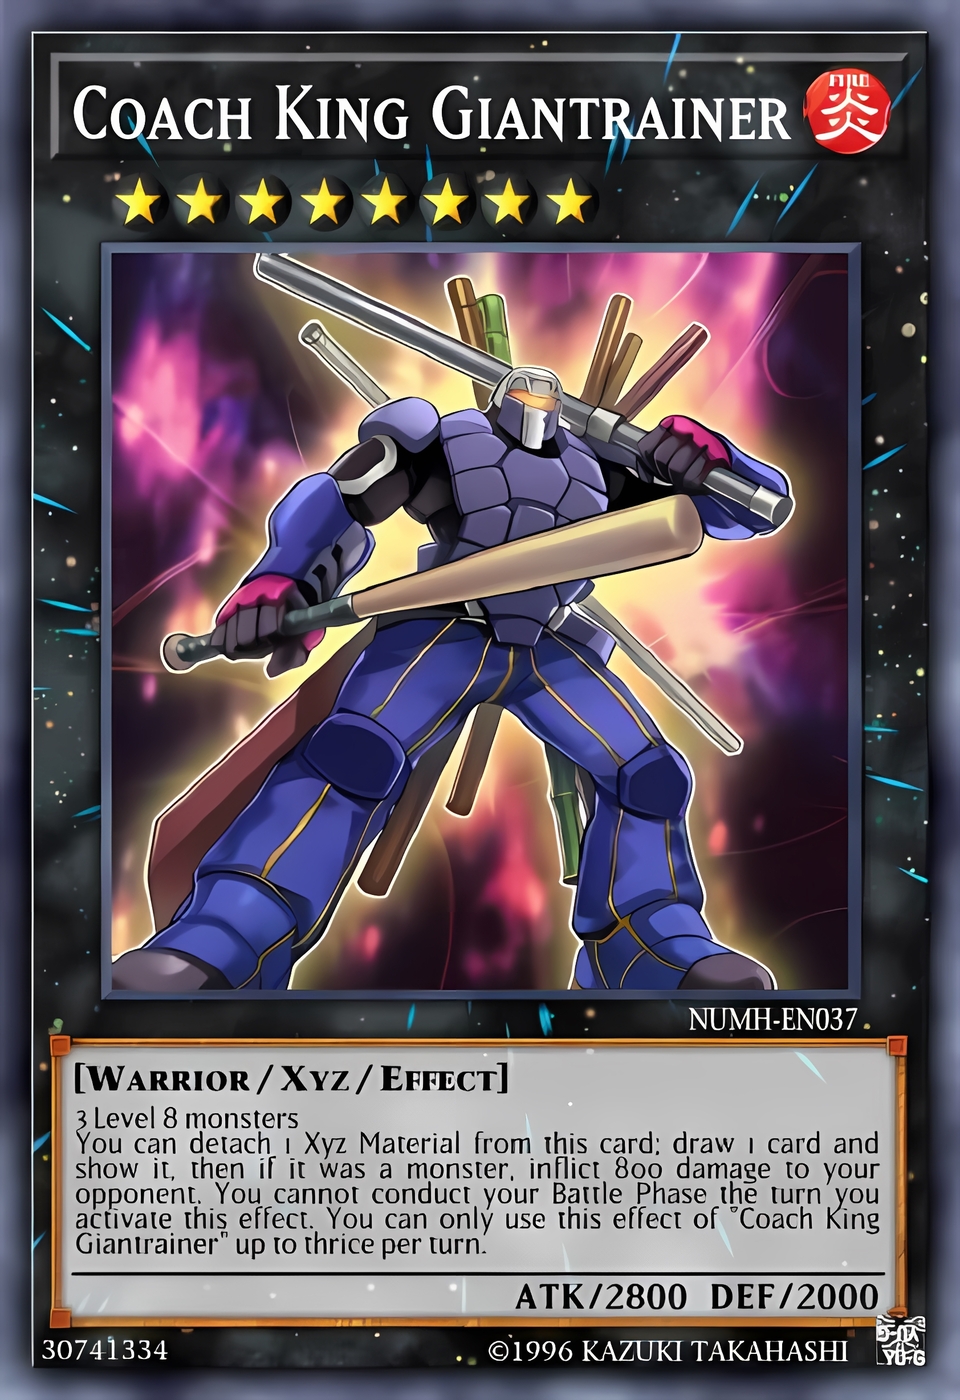 COACH KING GIANTRAINER
炎
NUMH-EN037
[WARRIOR / XYZ / EFFECT]
3 Level 8 monsters
You can detach 1 Xyz Material from this card; draw 1 card and
show it, then if it was a monster, inflict 800 damage to your
opponent. You cannot conduct your Battle Phase the turn you
activate this effect. You can only use this effect of "Coach King
Giantrainer" up to thrice per turn.
ATK/2800 DEF/2000
30741334
©1996 KAZUKI TAKAHASHI